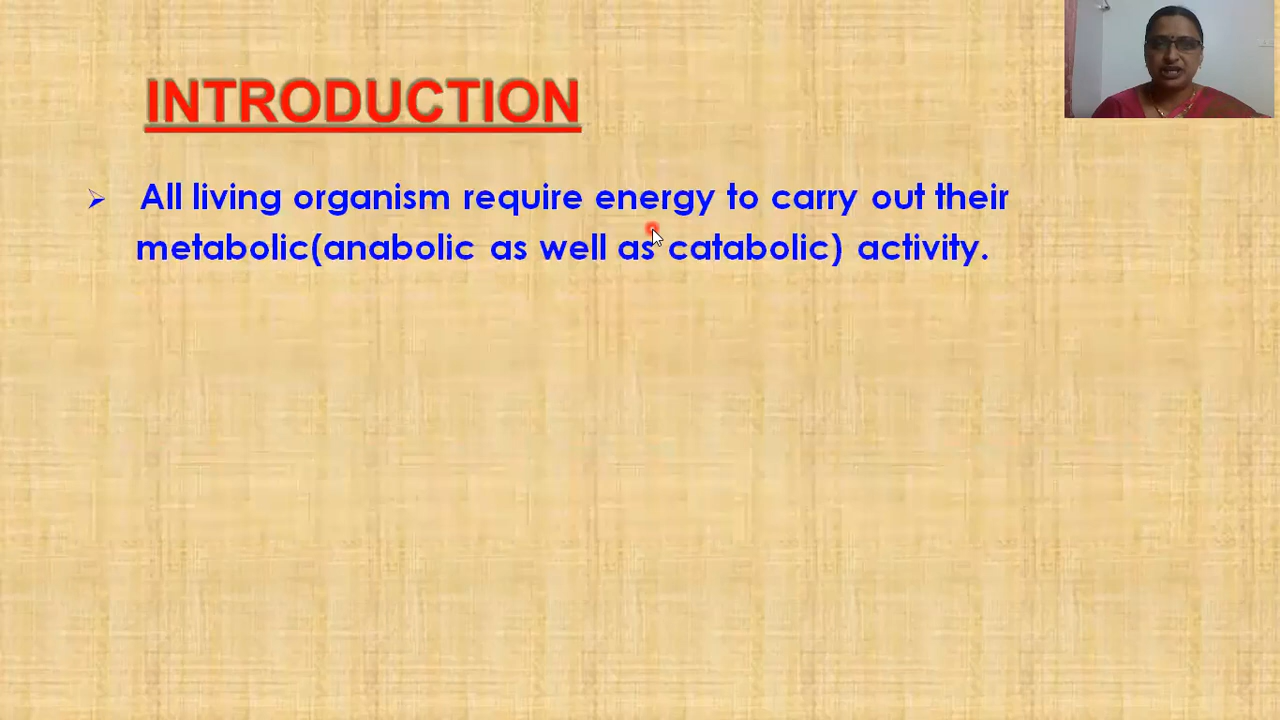 INTRODUCTION
All living organism require energy to carry out their
metabolic(anabolic as well as catabolic) activity.